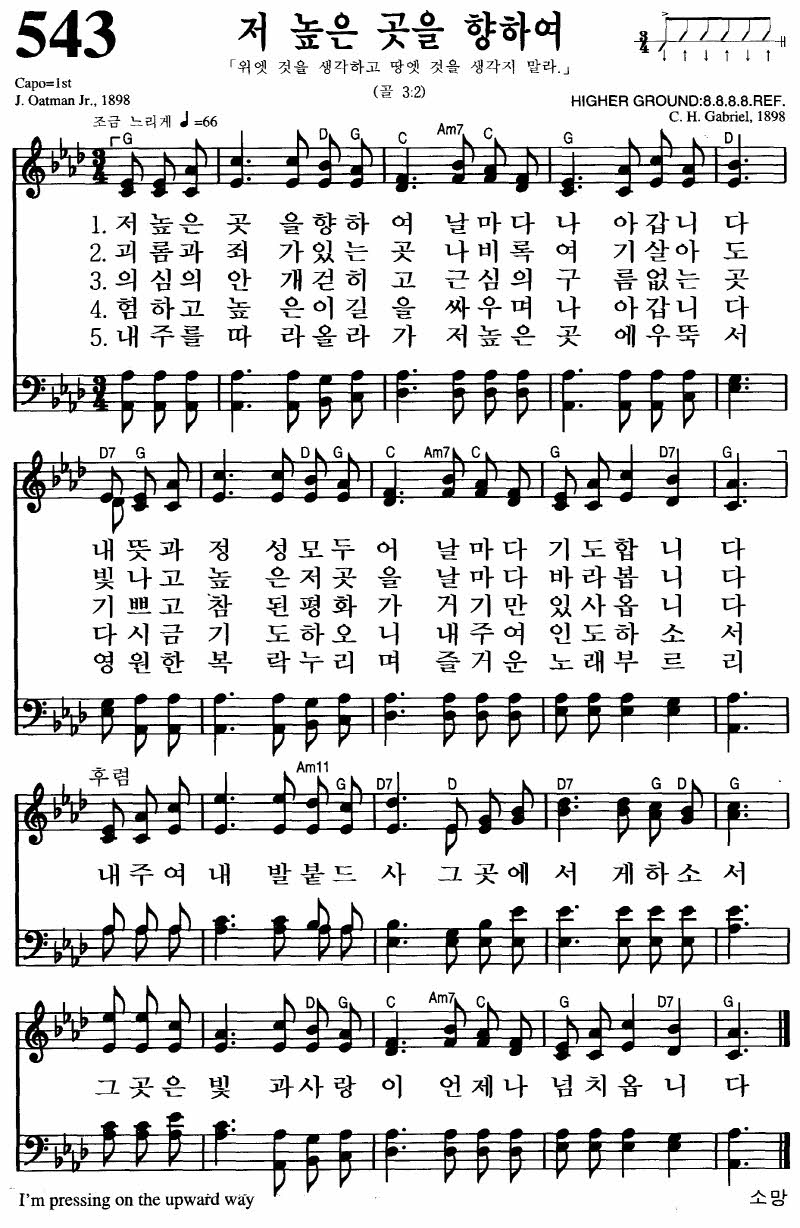 543
저 높은 곳을 향하여
「위엣 것을 생각하고 땅엣 것을 생각지 말라.」
(골 3:2)
3/4
Capo=1st
J. Oatman Jr., 1898
HIGHER GROUND:8.8.8.8.REF.
C. H. Gabriel, 1898
조금 느리게 ♩=66
G D G C Am7 C G D
1. 저 높은 곳 을향하 여 날마다나 아갑니 다
2. 괴롬과죄 가있는 곳 나비록여 기살아 도
3. 의심의안 개걷히 고 근심의구 름없는 곳
4. 험하고높 은이길 을 싸우며나 아갑니 다
5. 내주를따 라올라 가 저높은곳 에우뚝 서
D7 G D G C Am7 C G D7 G
내뜻과정 성모두 어 날마다기도합니 다
빛나고높 은저곳 을 날마다바라봅니 다
기쁘고참 된평화 가 거기만있사옵니 다
다시금기 도하오 니 내주여인도하소 서
영원한복 락누리 며 즐거운노래부르 리
후렴
Am11 G D7 D D7 G D G
내주여내 발붙드 사 그곳에서 게하소 서
G D G C Am7 C G D7 G
그곳은빛 과사랑 이 언제나넘치옵니 다
I'm pressing on the upward way
소망